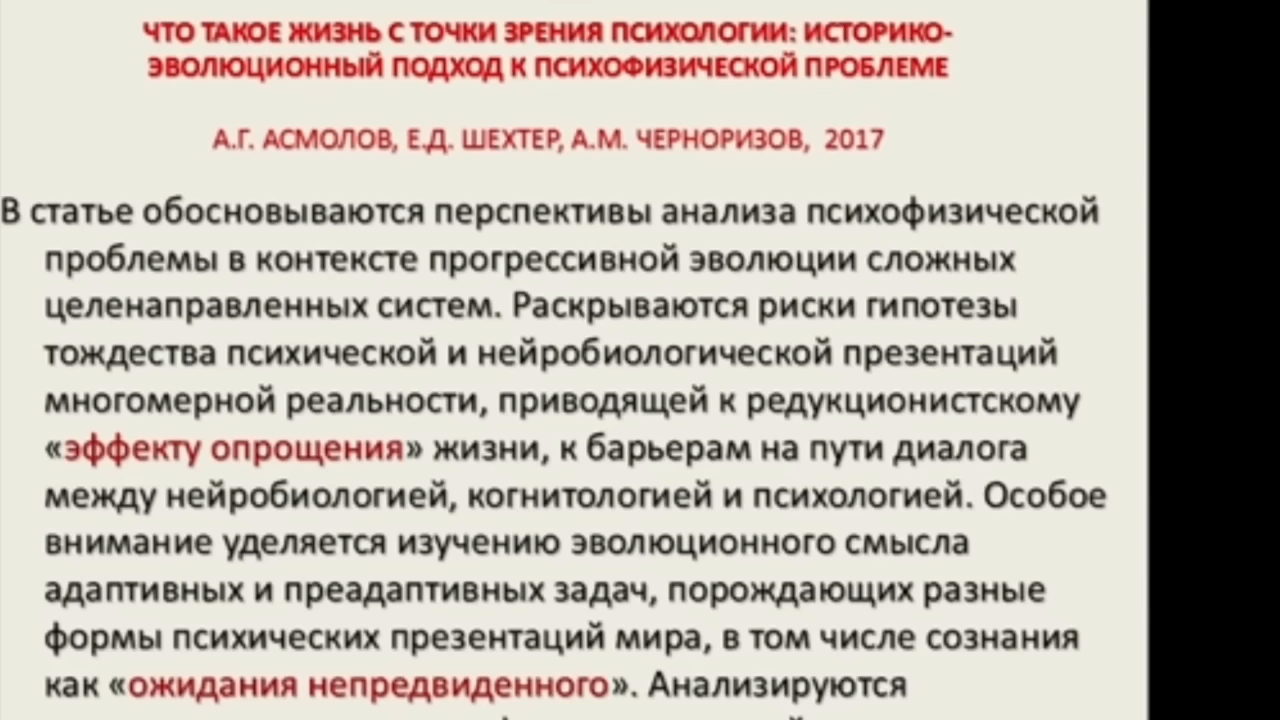 ЧТО ТАКОЕ ЖИЗНЬ С ТОЧКИ ЗРЕНИЯ ПСИХОЛОГИИ: ИСТОРИКО-
ЭВОЛЮЦИОННЫЙ ПОДХОД К ПСИХОФИЗИЧЕСКОЙ ПРОБЛЕМЕ
А.Г. АСМОЛОВ, Е.Д. ШЕХТЕР, А.М. ЧЕРНОРИЗОВ, 2017
В статье обосновываются перспективы анализа психофизической
проблемы в контексте прогрессивной эволюции сложных
целенаправленных систем. Раскрываются риски гипотезы
тождества психической и нейробиологической презентаций
многомерной реальности, приводящей к редукционистскому
«эффекту опрощения» жизни, к барьерам на пути диалога
между нейробиологией, когнитологией и психологией. Особое
внимание уделяется изучению эволюционного смысла
адаптивных и преадаптивных задач, порождающих разные
формы психических презентаций мира, в том числе сознания
как «ожидания непредвиденного». Анализируются